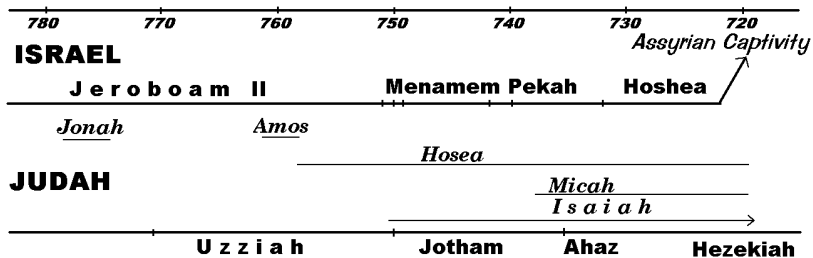 780 770 760 750 740 730 720
Assyrian Captivity
ISRAEL
Jeroboam II Menamem Pekah Hoshea
Jonah Amos
Hosea
JUDAH
Micah
Isaiah
Uzziah Jotham Ahaz Hezekiah